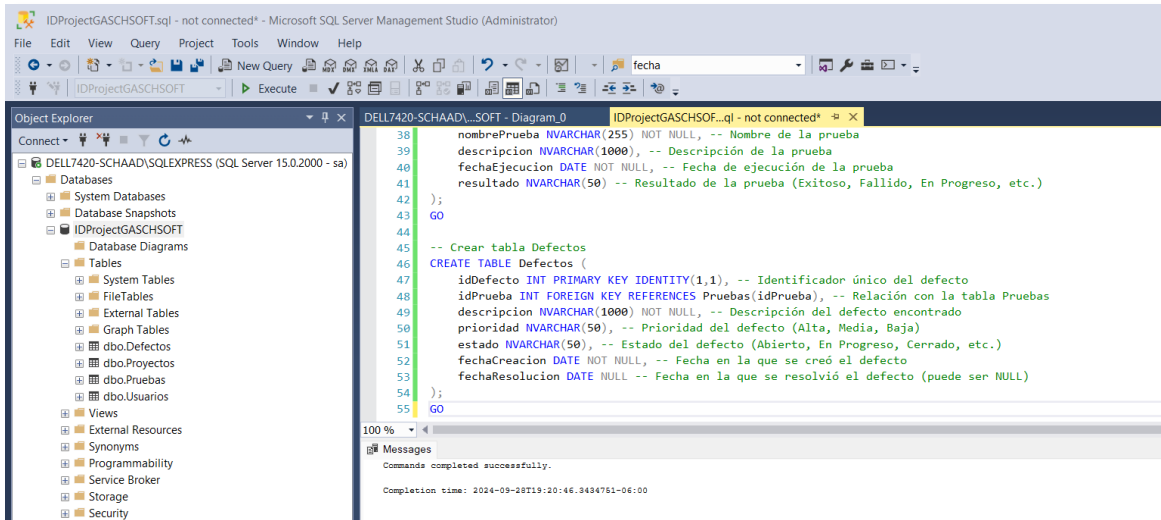 IDProjectGASCHSOFT.sql - not connected* - Microsoft SQL Server Management Studio (Administrator)
File Edit View Query Project Tools Window Help
New Query MDX DMX XMLA DAX fecha
IDProjectGASCHSOFT Execute
Object Explorer
Connect
DELL7420-SCHAAD\SQLEXPRESS (SQL Server 15.0.2000 - sa)
Databases
System Databases
Database Snapshots
IDProjectGASCHSOFT
Database Diagrams
Tables
System Tables
FileTables
External Tables
Graph Tables
dbo.Defectos
dbo.Proyectos
dbo.Pruebas
dbo.Usuarios
Views
External Resources
Synonyms
Programmability
Service Broker
Storage
Security
DELL7420-SCHAAD\...SOFT - Diagram_0 IDProjectGASCHSOF...ql - not connected*
38 nombrePrueba NVARCHAR(255) NOT NULL, -- Nombre de la prueba
39 descripcion NVARCHAR(1000), -- Descripción de la prueba
40 fechaEjecucion DATE NOT NULL, -- Fecha de ejecución de la prueba
41 resultado NVARCHAR(50) -- Resultado de la prueba (Exitoso, Fallido, En Progreso, etc.)
42 );
43 GO
44
45 -- Crear tabla Defectos
46 CREATE TABLE Defectos (
47 idDefecto INT PRIMARY KEY IDENTITY(1,1), -- Identificador único del defecto
48 idPrueba INT FOREIGN KEY REFERENCES Pruebas(idPrueba), -- Relación con la tabla Pruebas
49 descripcion NVARCHAR(1000) NOT NULL, -- Descripción del defecto encontrado
50 prioridad NVARCHAR(50), -- Prioridad del defecto (Alta, Media, Baja)
51 estado NVARCHAR(50), -- Estado del defecto (Abierto, En Progreso, Cerrado, etc.)
52 fechaCreacion DATE NOT NULL, -- Fecha en la que se creó el defecto
53 fechaResolucion DATE NULL -- Fecha en la que se resolvió el defecto (puede ser NULL)
54 );
55 GO
100 %
Messages
Commands completed successfully.
Completion time: 2024-09-28T19:20:46.3434751-06:00